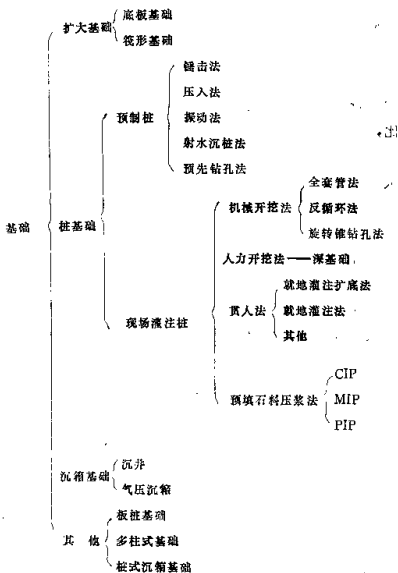 扩大基础
底板基础
筏形基础
锤击法
压入法
预制桩
振动法
射水沉桩法
预先钻孔法
全套管法
机械开挖法
反循环法
基础
桩基础
旋转锥钻孔法
人力开挖法——深基础
就地灌注扩底法
贯入法
就地灌注法
现场灌注桩
其他
CIP
预填石料压浆法
MIP
PIP
沉井
沉箱基础
气压沉箱
板桩基础
其他
多柱式基础
桩式沉箱基础